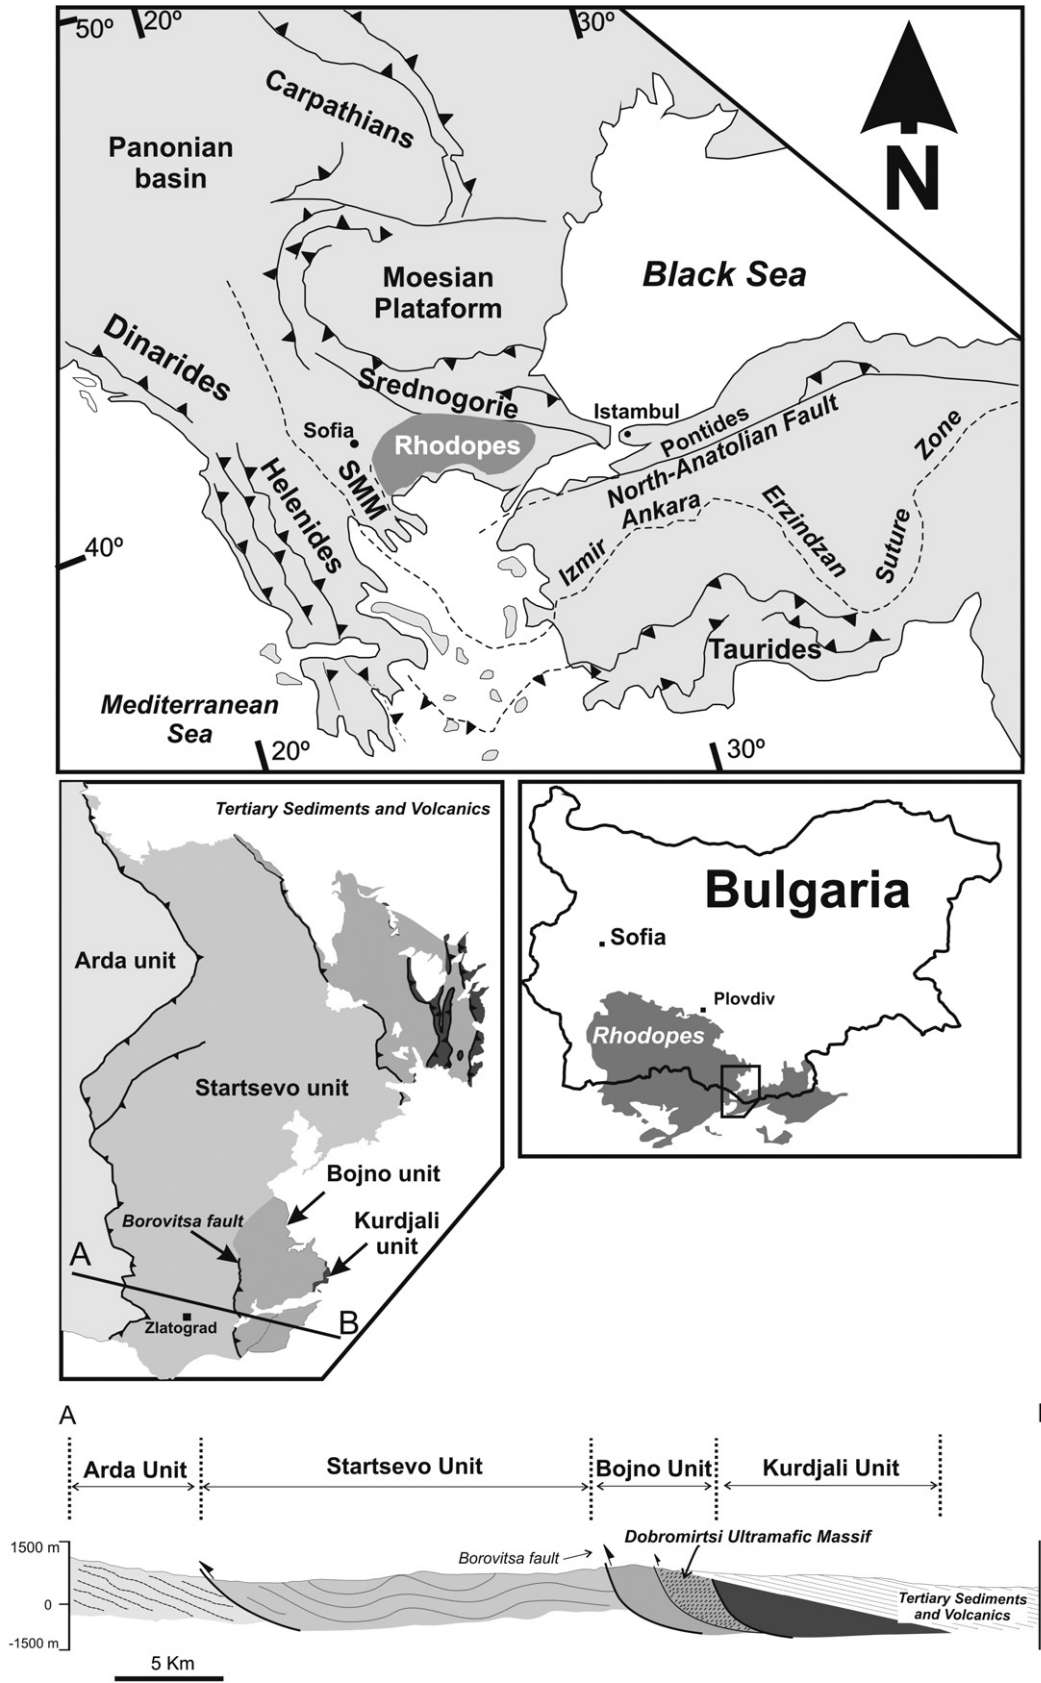 50º
20º
30º
Carpathians
Panonian
basin
N
Moesian
Plataform
Black Sea
Dinarides
Srednogorie
Istambul
Sofia
Rhodopes
Pontides
North-Anatolian Fault
Zone
SMM
Helenides
Ankara
Erzindzan
Suture
Izmir
40º
Taurides
Mediterranean
Sea
20º
30º
Tertiary Sediments and Volcanics
Arda unit
Startsevo unit
Bojno unit
Borovitsa fault
Kurdjali
unit
A
B
Zlatograd
Bulgaria
Sofia
Plovdiv
Rhodopes
A
Arda Unit
Startsevo Unit
Bojno Unit
Kurdjali Unit
Dobromirtsi Ultramafic Massif
1500 m
Borovitsa fault
0
Tertiary Sediments
and Volcanics
-1500 m
5 Km